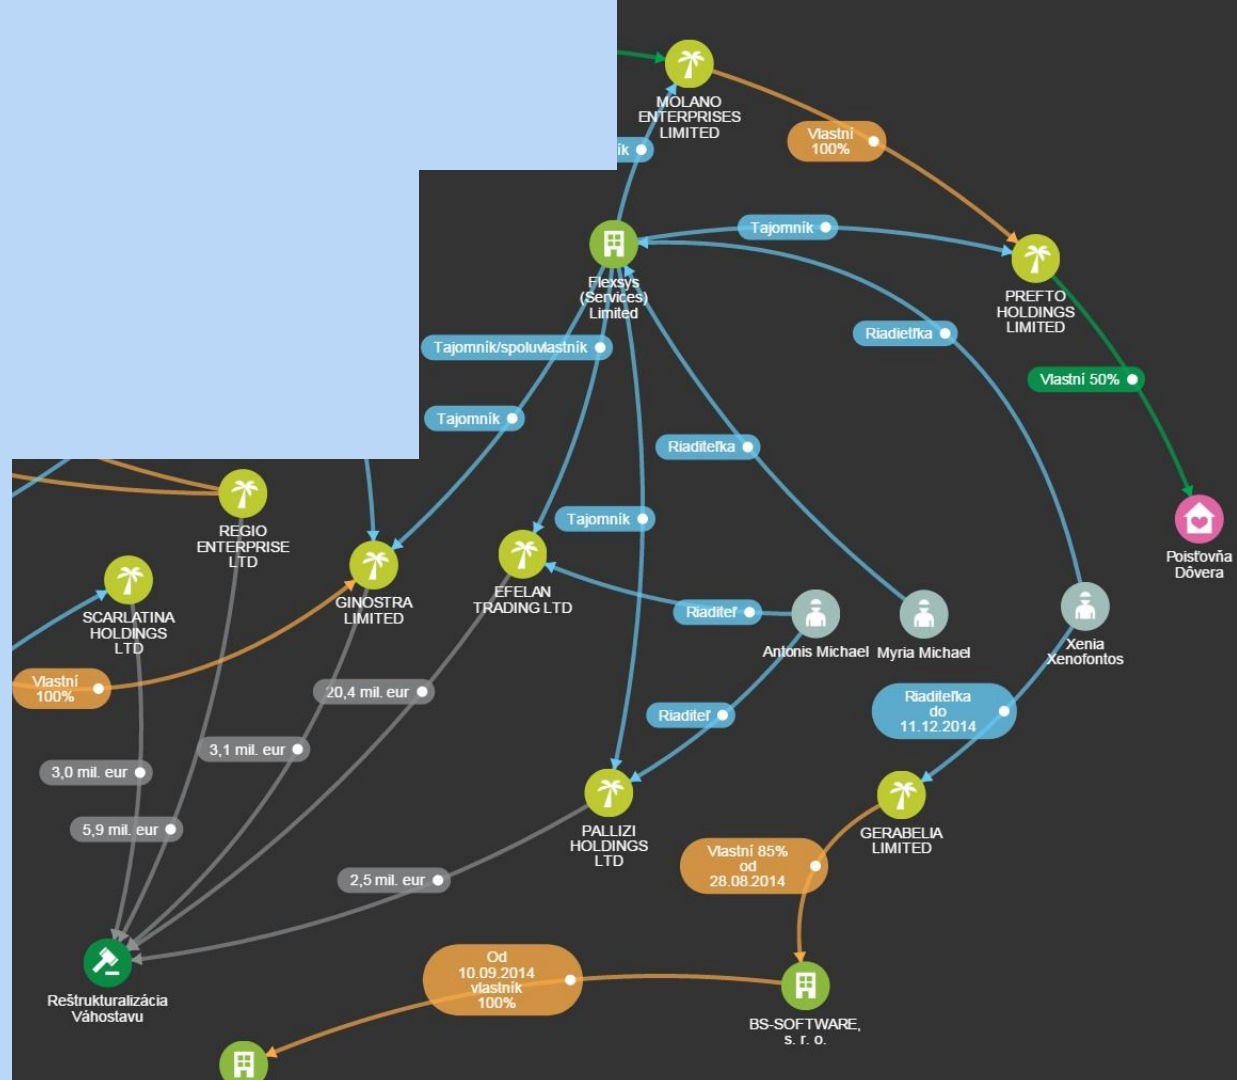 MOLANO
ENTERPRISES
LIMITED
Vlastní
100%
ík
Tajomník
Flexsys
(Services)
Limited
PREFTO
HOLDINGS
LIMITED
Riadietľka
Tajomník/spoluvlastník
Vlastní 50%
Tajomník
Riaditeľka
Tajomník
REGIO
ENTERPRISE
LTD
Poisťovňa
Dôvera
SCARLATINA
HOLDINGS
LTD
GINOSTRA
LIMITED
EFELAN
TRADING LTD
Riaditeľ
Antonis Michael
Myria Michael
Xenia
Xenofontos
Vlastní
100%
20,4 mil. eur
Riaditeľ
Riaditeľka
do
11.12.2014
3,1 mil. eur
3,0 mil. eur
5,9 mil. eur
PALLIZI
HOLDINGS
LTD
GERABELIA
LIMITED
Vlastní 85%
od
28.08.2014
2,5 mil. eur
Od
10.09.2014
vlastník
100%
Reštrukturalizácia
Váhostavu
BS-SOFTWARE,
s. r. o.